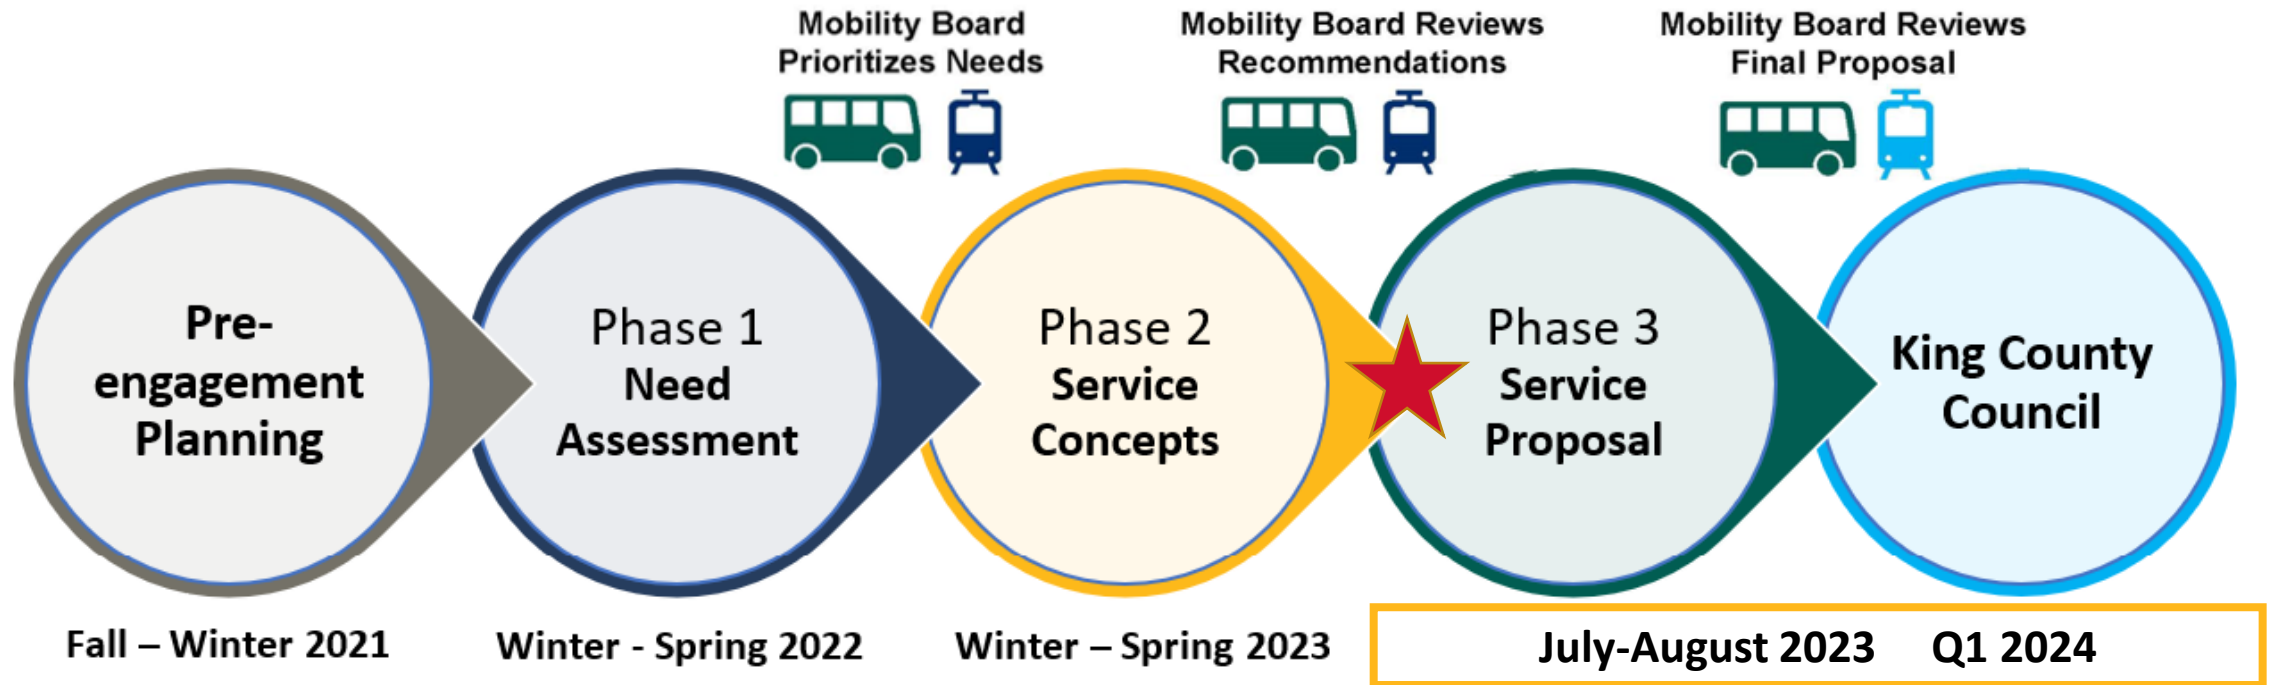 Mobility Board
Prioritizes Needs
Mobility Board Reviews
Recommendations
Mobility Board Reviews
Final Proposal
Pre-
engagement
Planning
Phase 1
Need
Assessment
Phase 2
Service
Concepts
Phase 3
Service
Proposal
King County
Council
Fall – Winter 2021
Winter - Spring 2022
Winter – Spring 2023
July-August 2023
Q1 2024